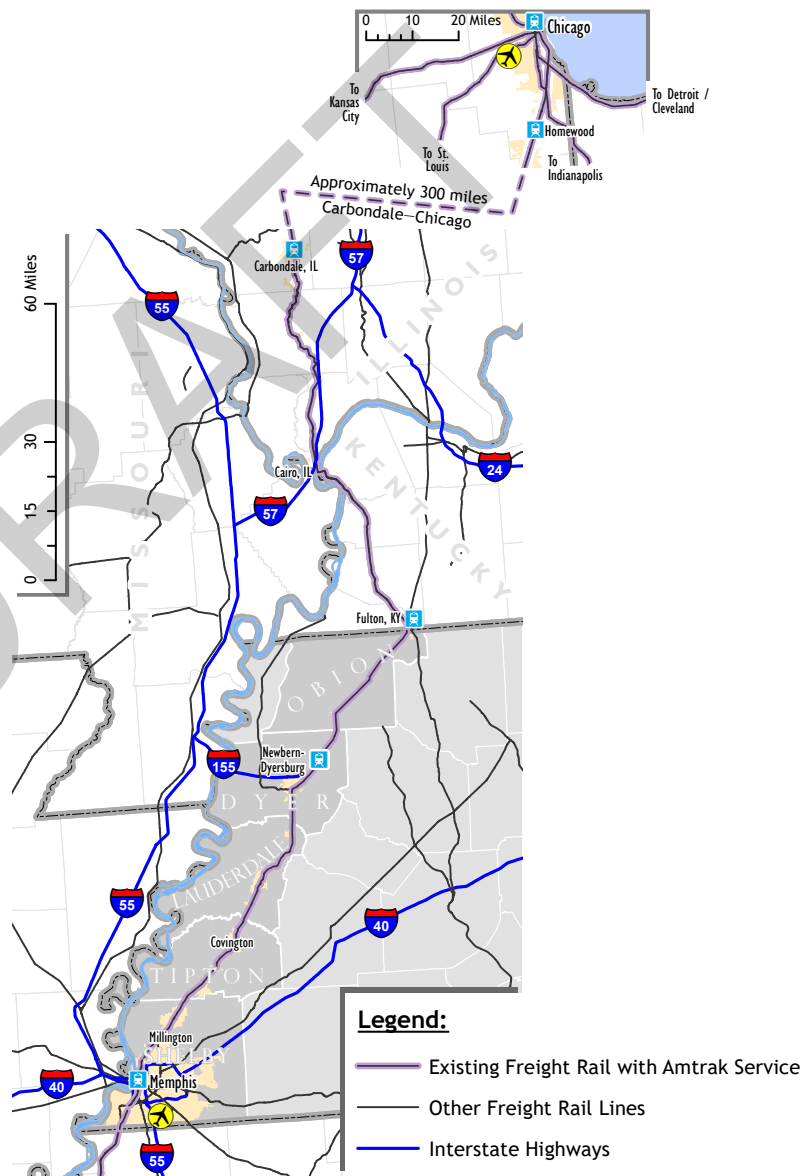 0 10 20 Miles
Chicago
To
Kansas
City
To Detroit /
Cleveland
Homewood
To St.
Louis
To
Indianapolis
Approximately 300 miles
Carbondale—Chicago
DRAFT
60 Miles
30
15
0
Carbondale, IL
57
55
ILLINOIS
MISSOURI
KENTUCKY
Cairo, IL
24
57
Fulton, KY
OBION
Newbern-
Dyersburg
155
DYER
LAUDERDALE
55
40
Covington
TIPTON
Millington
SHELBY
40
Memphis
55
Legend:
Existing Freight Rail with Amtrak Service
Other Freight Rail Lines
Interstate Highways